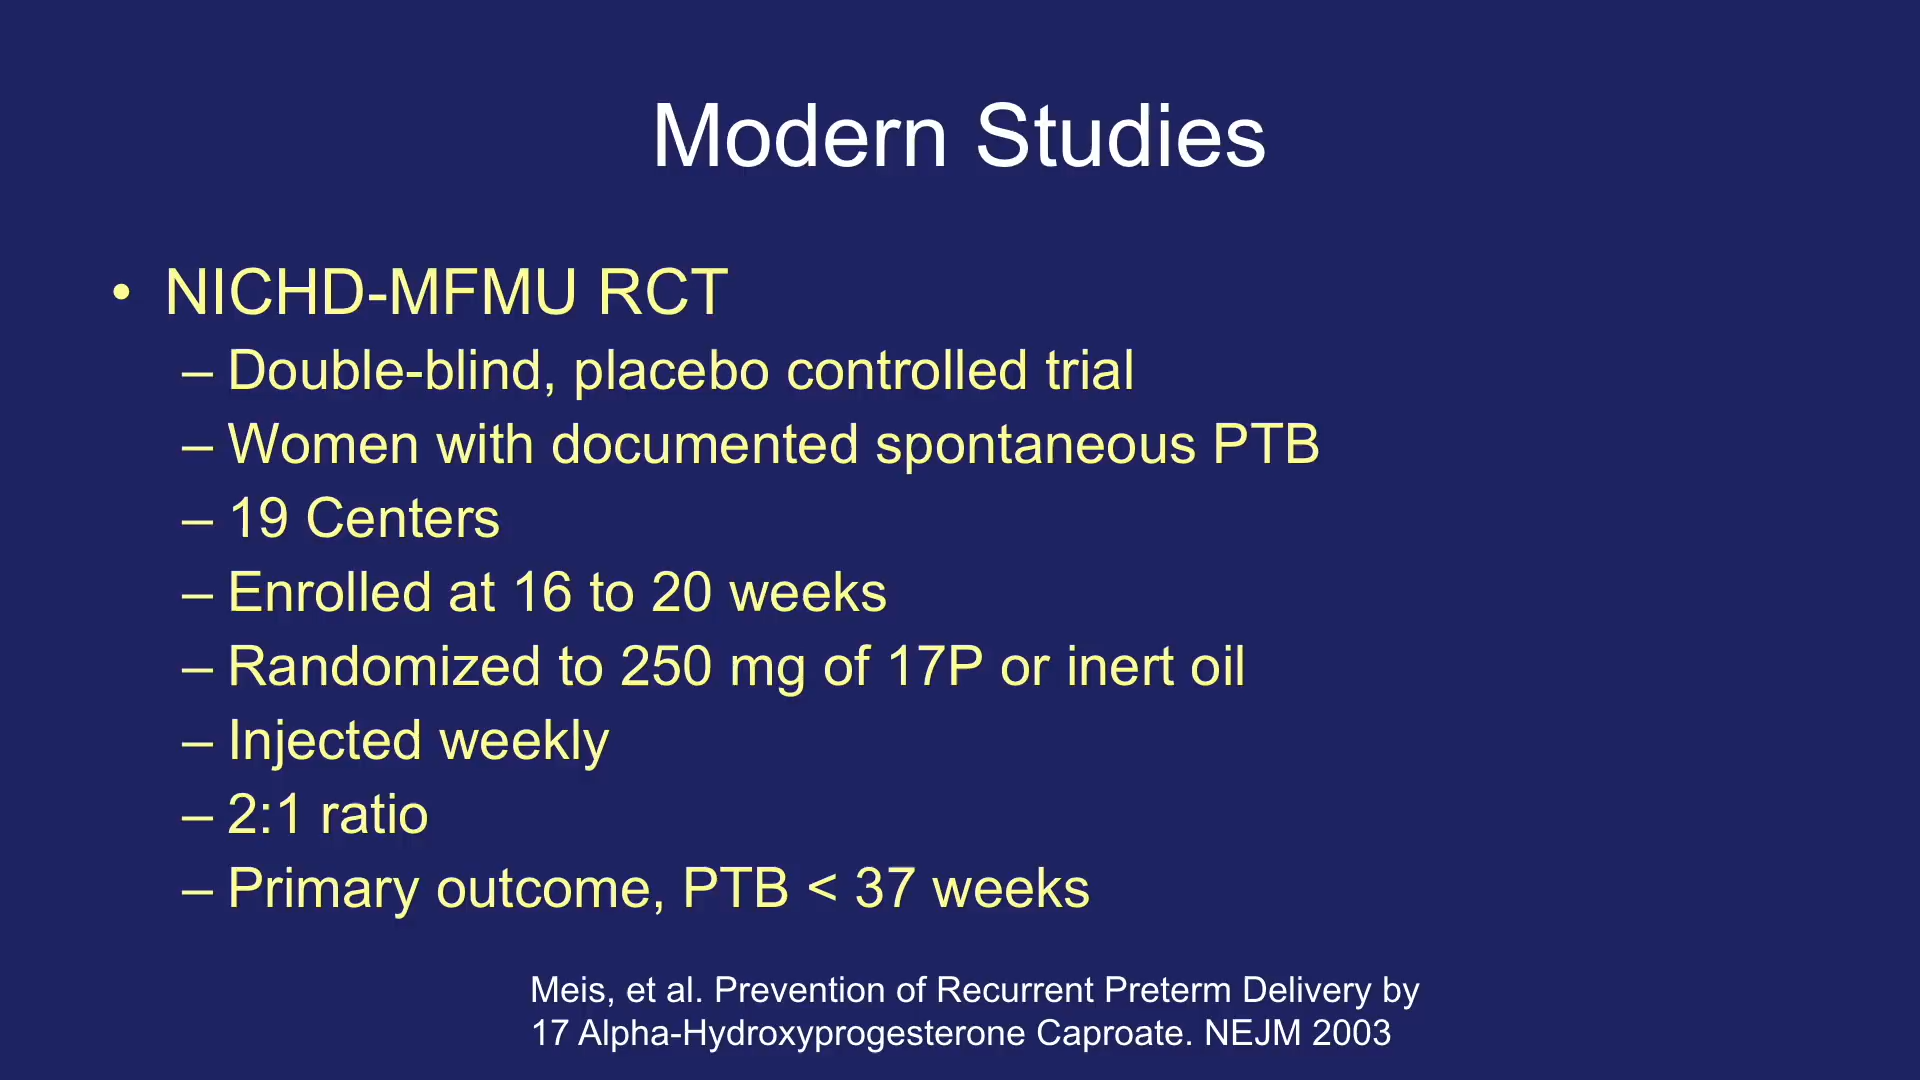 Modern Studies
• NICHD-MFMU RCT
– Double-blind, placebo controlled trial
– Women with documented spontaneous PTB
– 19 Centers
– Enrolled at 16 to 20 weeks
– Randomized to 250 mg of 17P or inert oil
– Injected weekly
– 2:1 ratio
– Primary outcome, PTB < 37 weeks
Meis, et al. Prevention of Recurrent Preterm Delivery by
17 Alpha-Hydroxyprogesterone Caproate. NEJM 2003